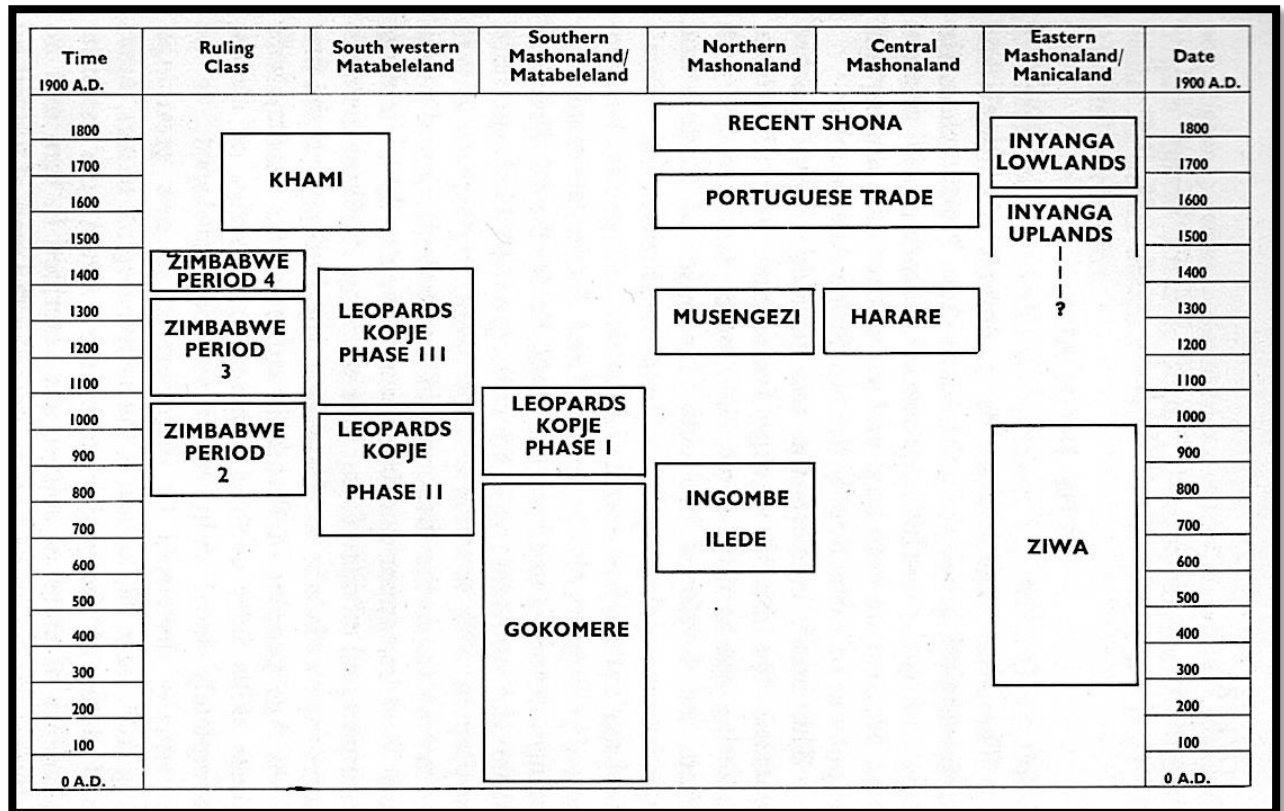 Time
1900 A.D.
Ruling
Class
South western
Matabeleland
Southern
Mashonaland/
Matabeleland
Northern
Mashonaland
Central
Mashonaland
Eastern
Mashonaland/
Manicaland
Date
1900 A.D.
1800
1700
1600
1500
1400
1300
1200
1100
1000
900
800
700
600
500
400
300
200
100
0 A.D.
KHAMI
ZIMBABWE
PERIOD 4
ZIMBABWE
PERIOD
3
ZIMBABWE
PERIOD
2
LEOPARDS
KOPJE
PHASE III
LEOPARDS
KOPJE
PHASE II
LEOPARDS
KOPJE
PHASE I
GOKOMERE
RECENT SHONA
PORTUGUESE TRADE
MUSENGEZI
HARARE
INGOMBE
ILEDE
INYANGA
LOWLANDS
INYANGA
UPLANDS
?
ZIWA
1800
1700
1600
1500
1400
1300
1200
1100
1000
900
800
700
600
500
400
300
200
100
0 A.D.